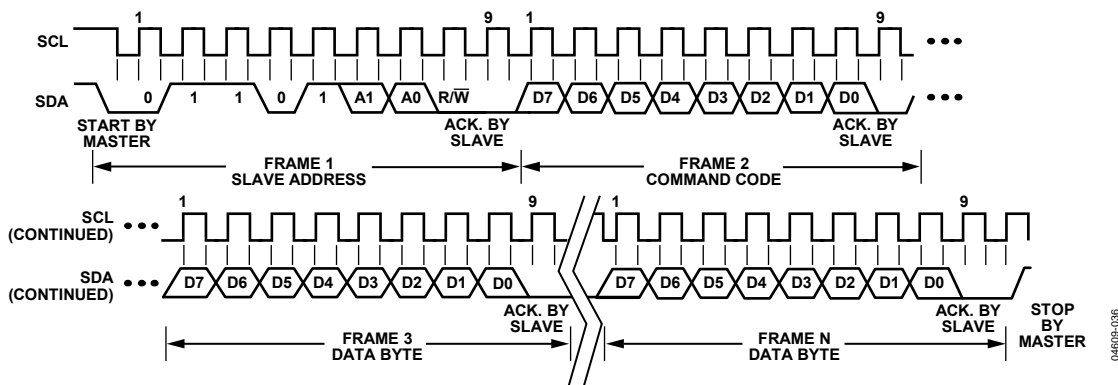 1 9 1 9
SCL
SDA 0 1 1 0 1 A1 A0 R/W̅ D7 D6 D5 D4 D3 D2 D1 D0
START BY MASTER
ACK. BY SLAVE
ACK. BY SLAVE
FRAME 1
SLAVE ADDRESS
FRAME 2
COMMAND CODE
1 9 1 9
SCL
(CONTINUED)
SDA
(CONTINUED)
D7 D6 D5 D4 D3 D2 D1 D0 D7 D6 D5 D4 D3 D2 D1 D0
ACK. BY SLAVE
ACK. BY SLAVE
STOP BY MASTER
FRAME 3
DATA BYTE
FRAME N
DATA BYTE
04609-036